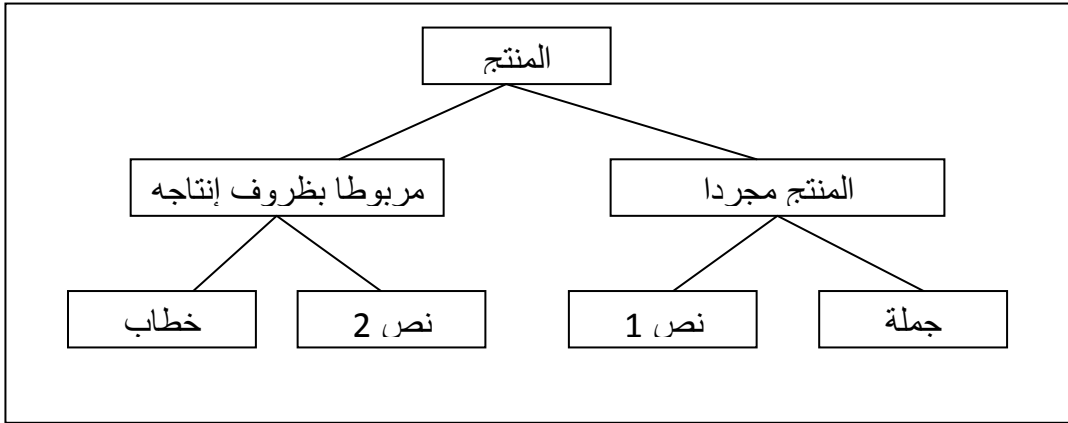 المنتج
المنتج مجردا
مربوطا بظروف إنتاجه
جملة
نص 1
نص 2
خطاب